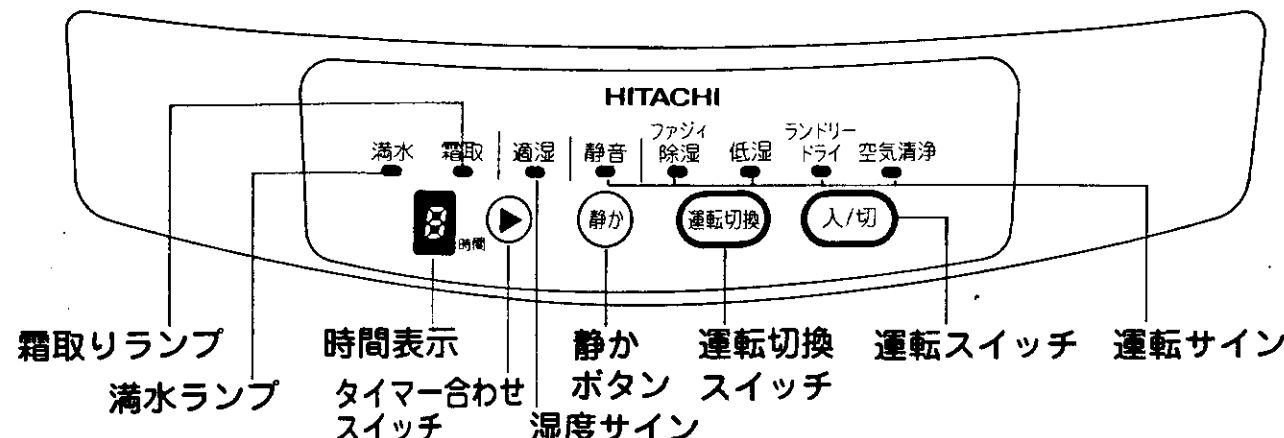 HITACHI
満水 霜取 適湿 静音 ファジィ除湿 低湿 ランドリードライ 空気清浄
8 時間 ▶ 静か 運転切換 入/切
霜取りランプ
満水ランプ
時間表示
タイマー合わせ
スイッチ
湿度サイン
静か
ボタン
運転切換
スイッチ
運転スイッチ
運転サイン